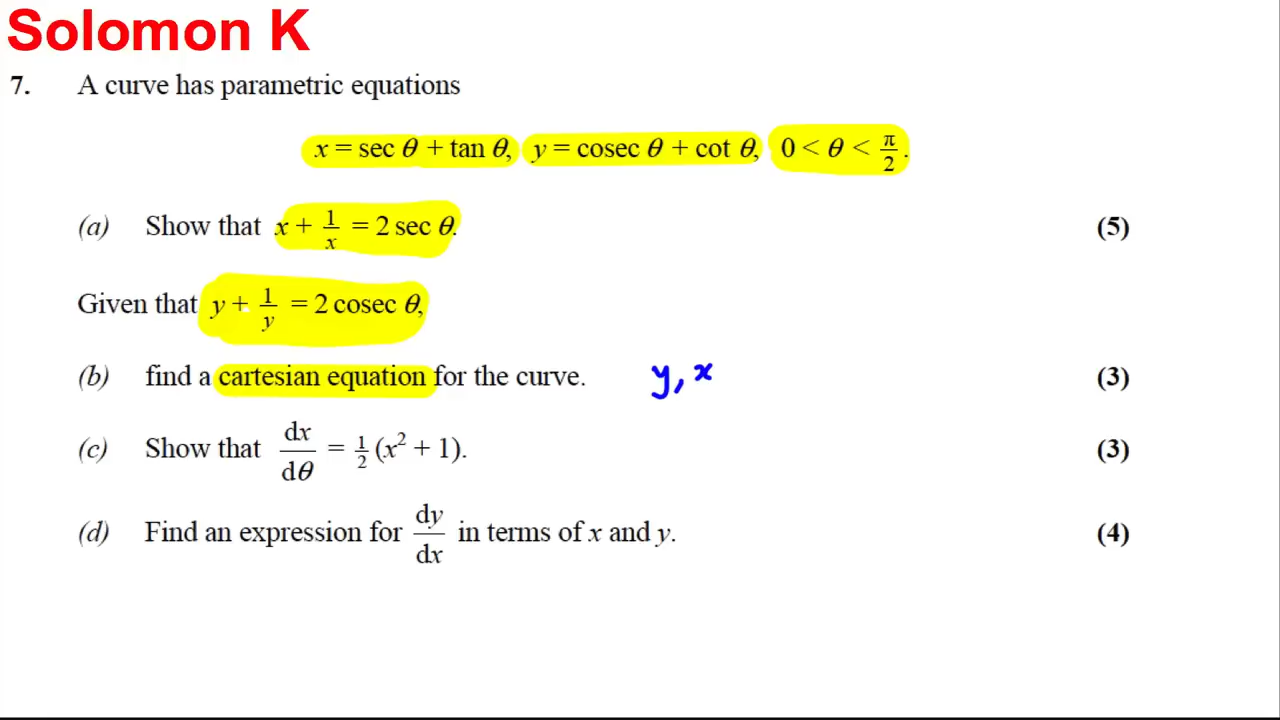 Solomon K
7. A curve has parametric equations
x = sec θ + tan θ, y = cosec θ + cot θ, 0 < θ < π/2.
(a) Show that x + 1/x = 2 sec θ. (5)
Given that y + 1/y = 2 cosec θ,
(b) find a cartesian equation for the curve. y, x (3)
(c) Show that dx/dθ = 1/2 (x² + 1). (3)
(d) Find an expression for dy/dx in terms of x and y. (4)